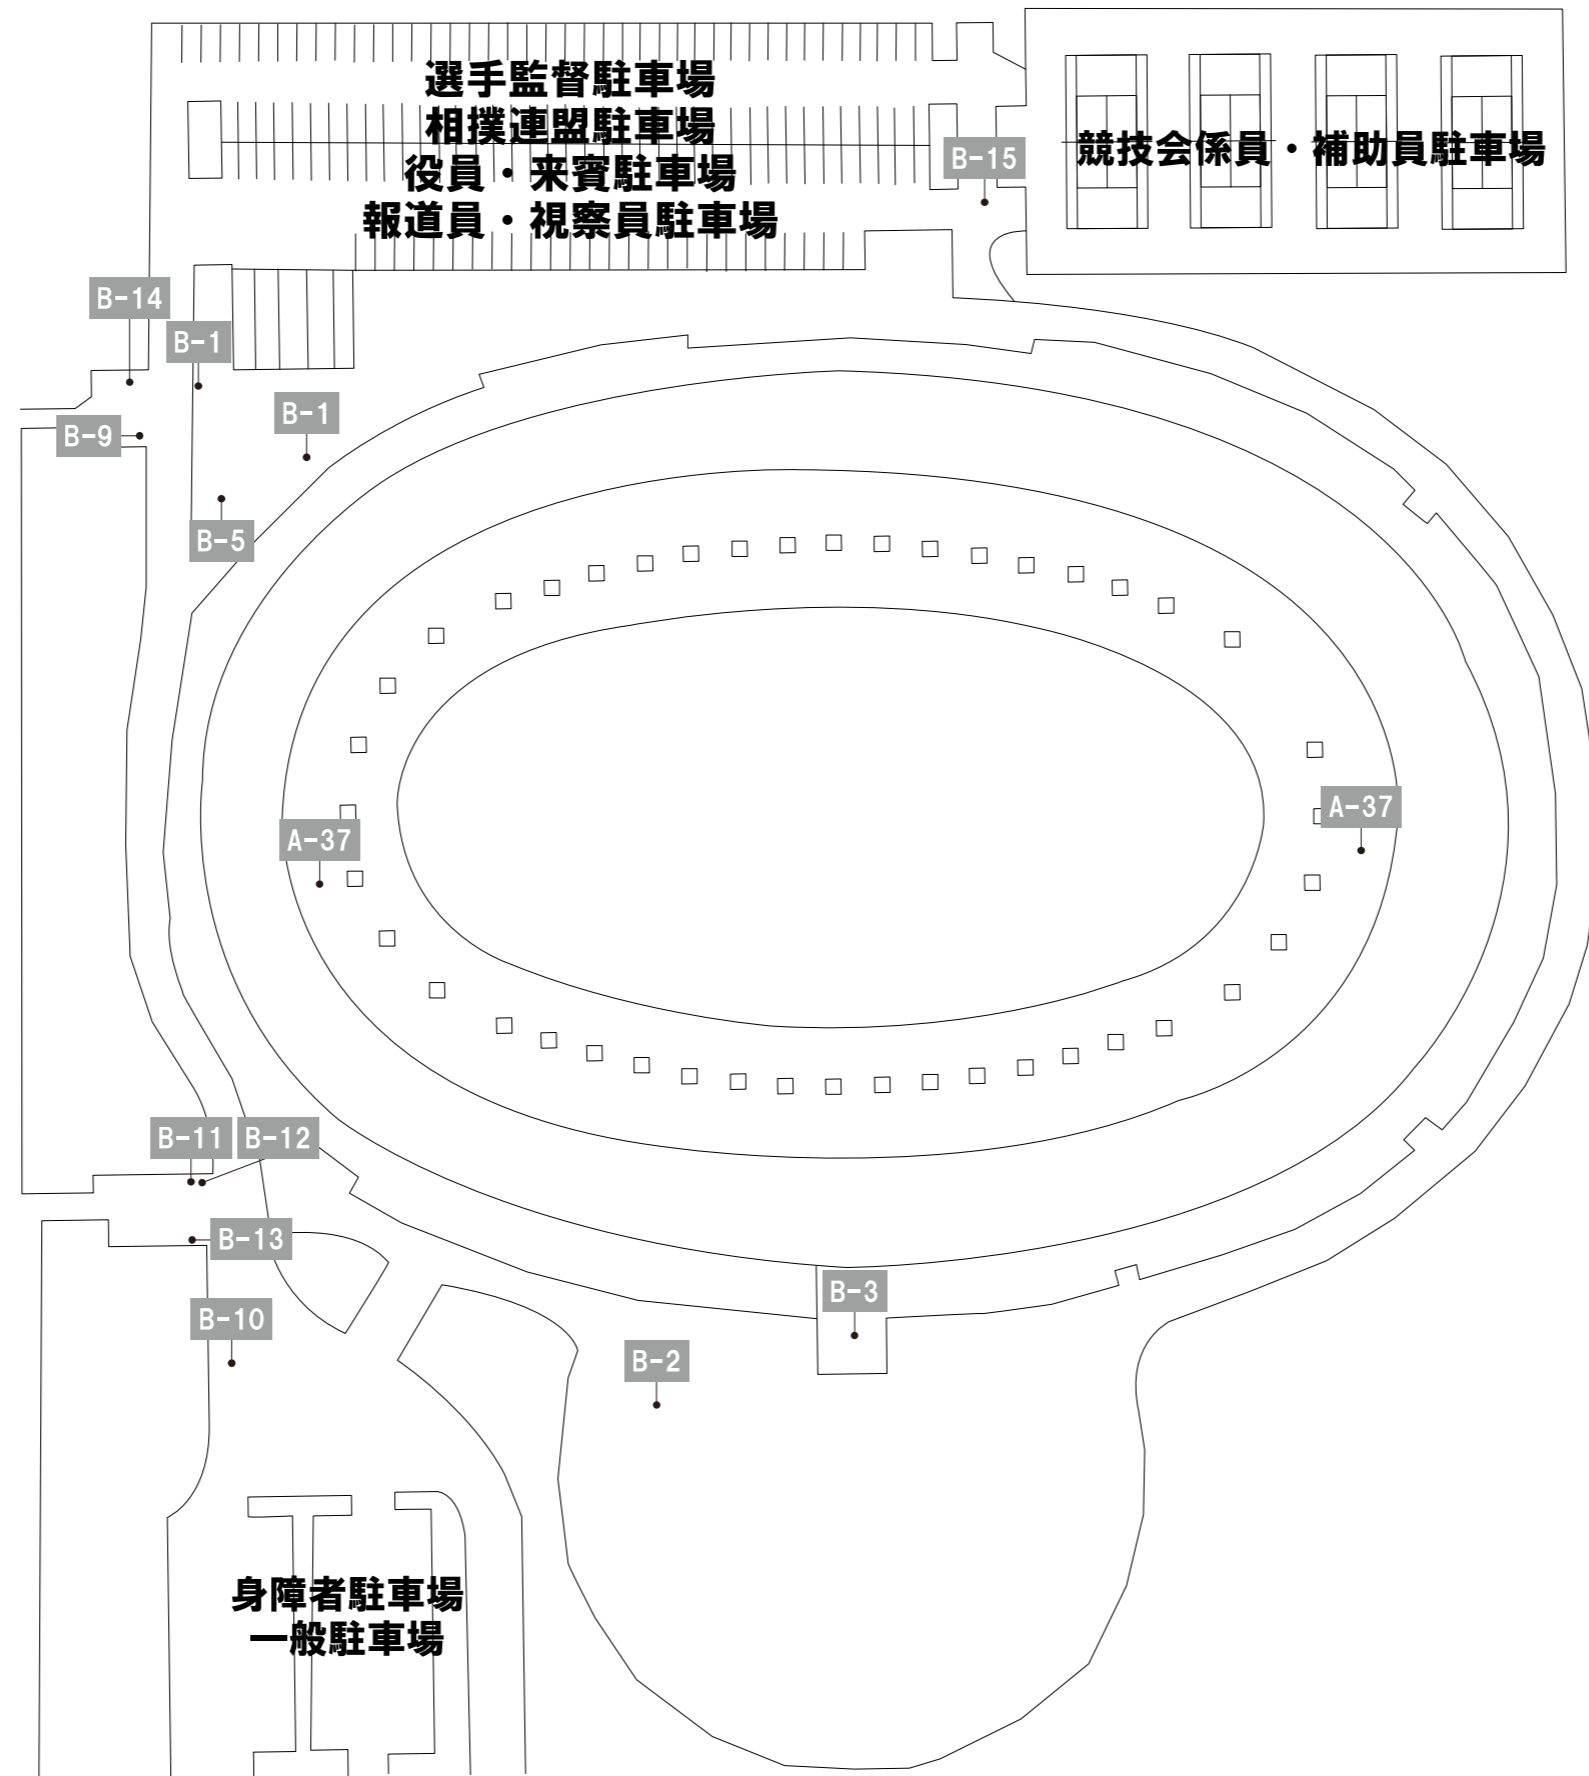 選手監督駐車場
相撲連盟駐車場
役員・来賓駐車場
報道員・視察員駐車場
競技会係員・補助員駐車場
B-15
B-14
B-1
B-1
B-9
B-5
A-37
A-37
B-11
B-12
B-13
B-10
B-3
B-2
身障者駐車場
一般駐車場